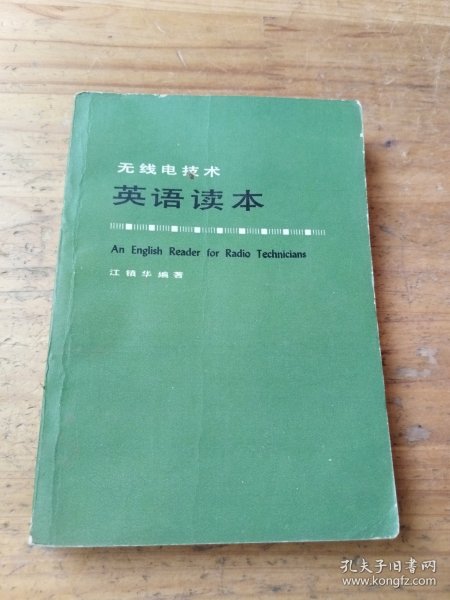 无线电技术
英语读本
An English Reader for Radio Technicians
江镇华编著
孔夫子旧书网
www.kongfz.com